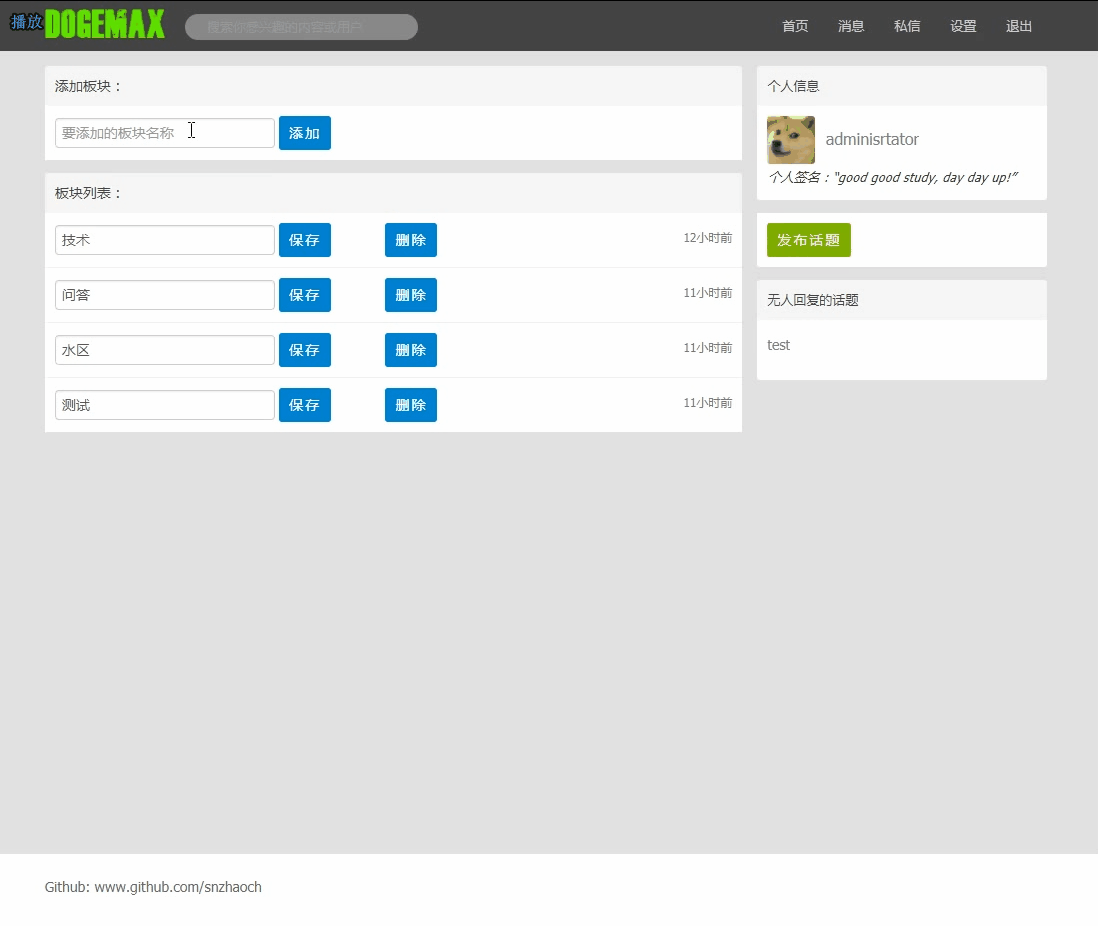 播放 DOGEMAX 搜索你感兴趣的内容或用户 首页 消息 私信 设置 退出
添加板块：
要添加的板块名称 添加
板块列表：
技术 保存 删除 12小时前
问答 保存 删除 11小时前
水区 保存 删除 11小时前
测试 保存 删除 11小时前
个人信息
adminisrtator
个人签名："good good study, day day up!"
发布话题
无人回复的话题
test
Github: www.github.com/snzhaoch